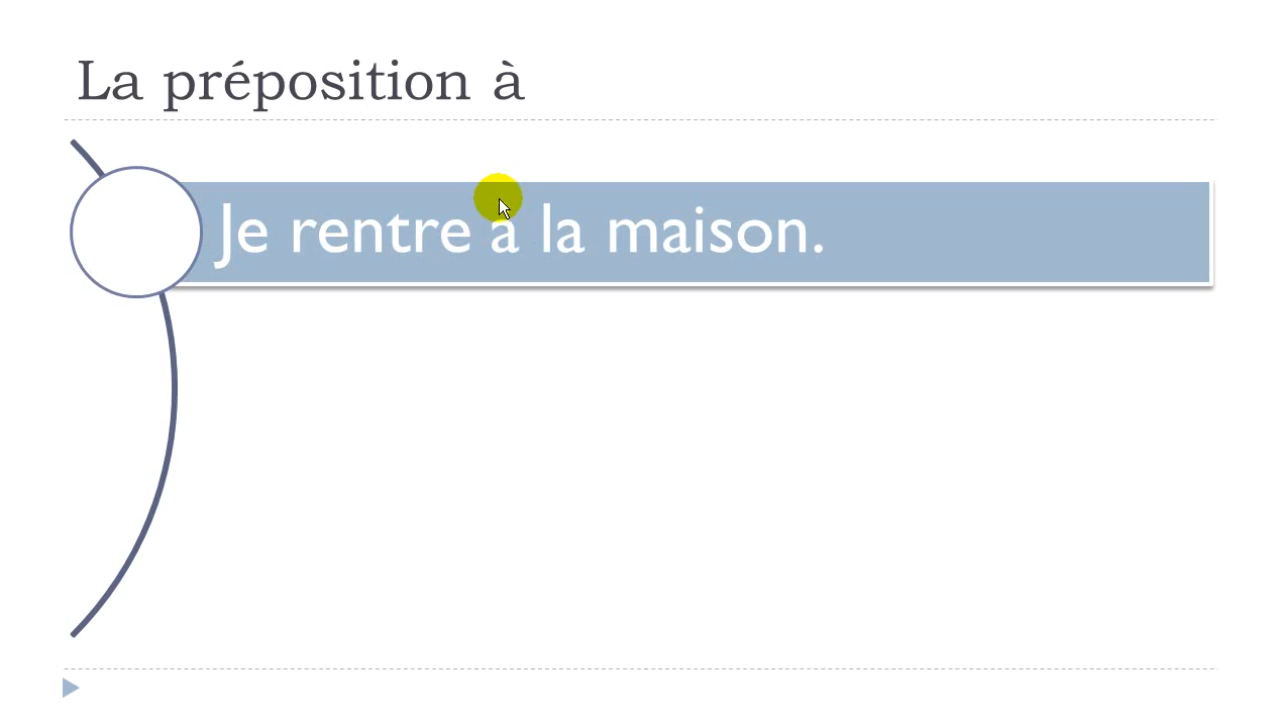 La préposition à
Je rentre à la maison.